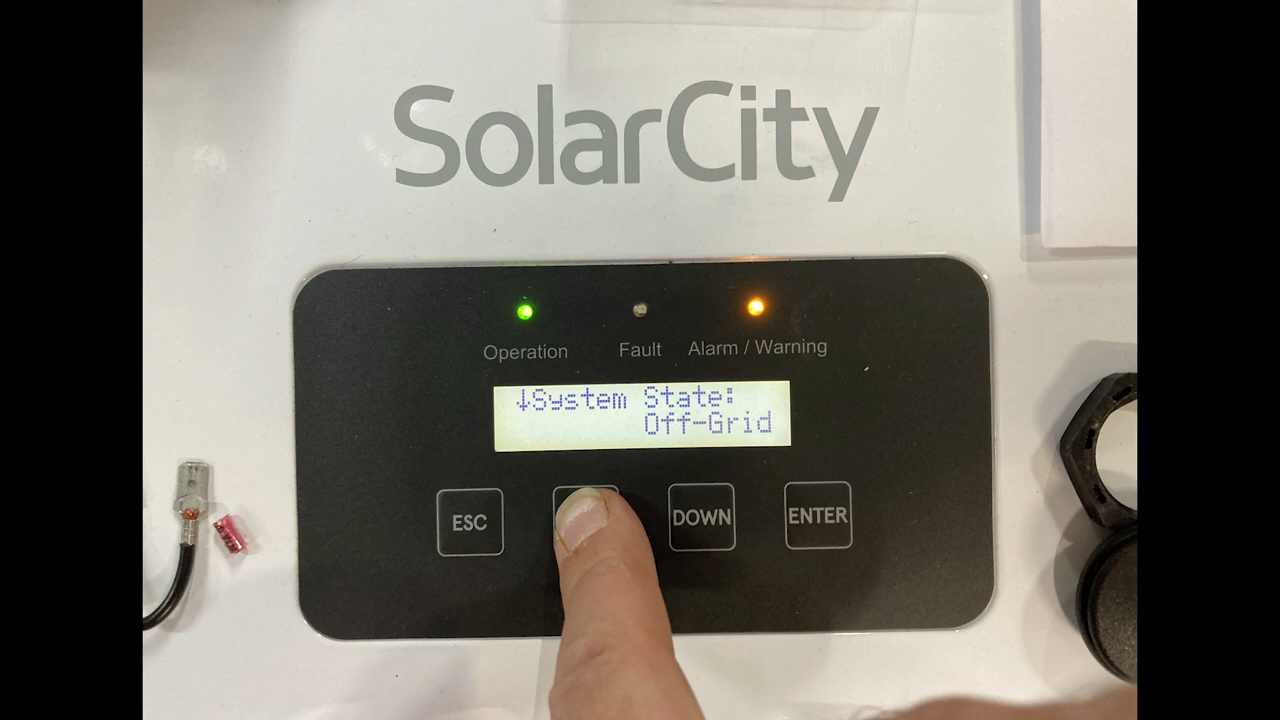 SolarCity
Operation Fault Alarm / Warning
↓System State:
Off-Grid
ESC DOWN ENTER